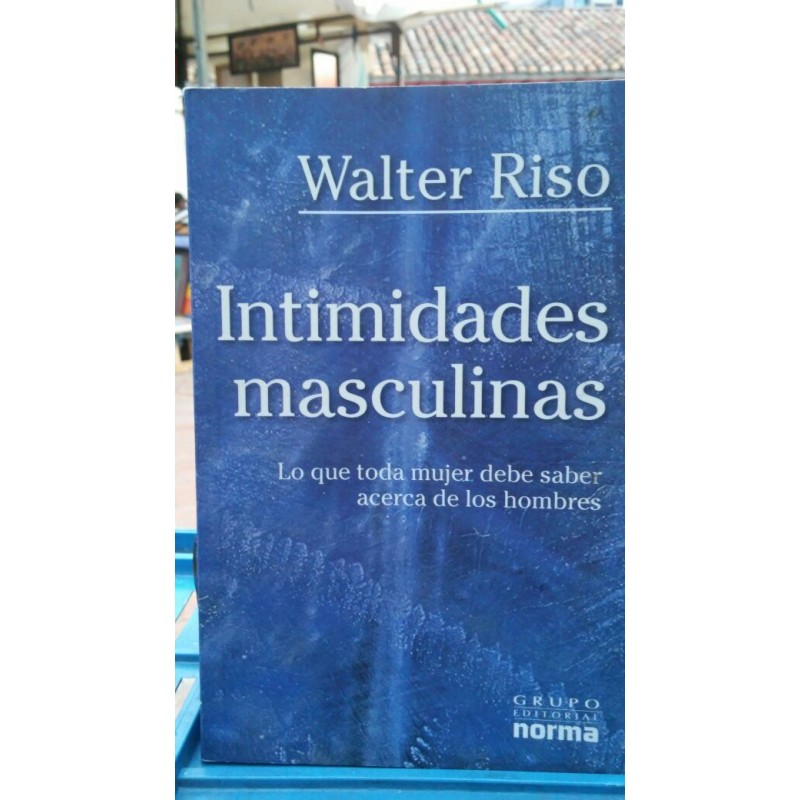 Walter Riso
Intimidades
masculinas
Lo que toda mujer debe saber
acerca de los hombres
GRUPO
EDITORIAL
norma